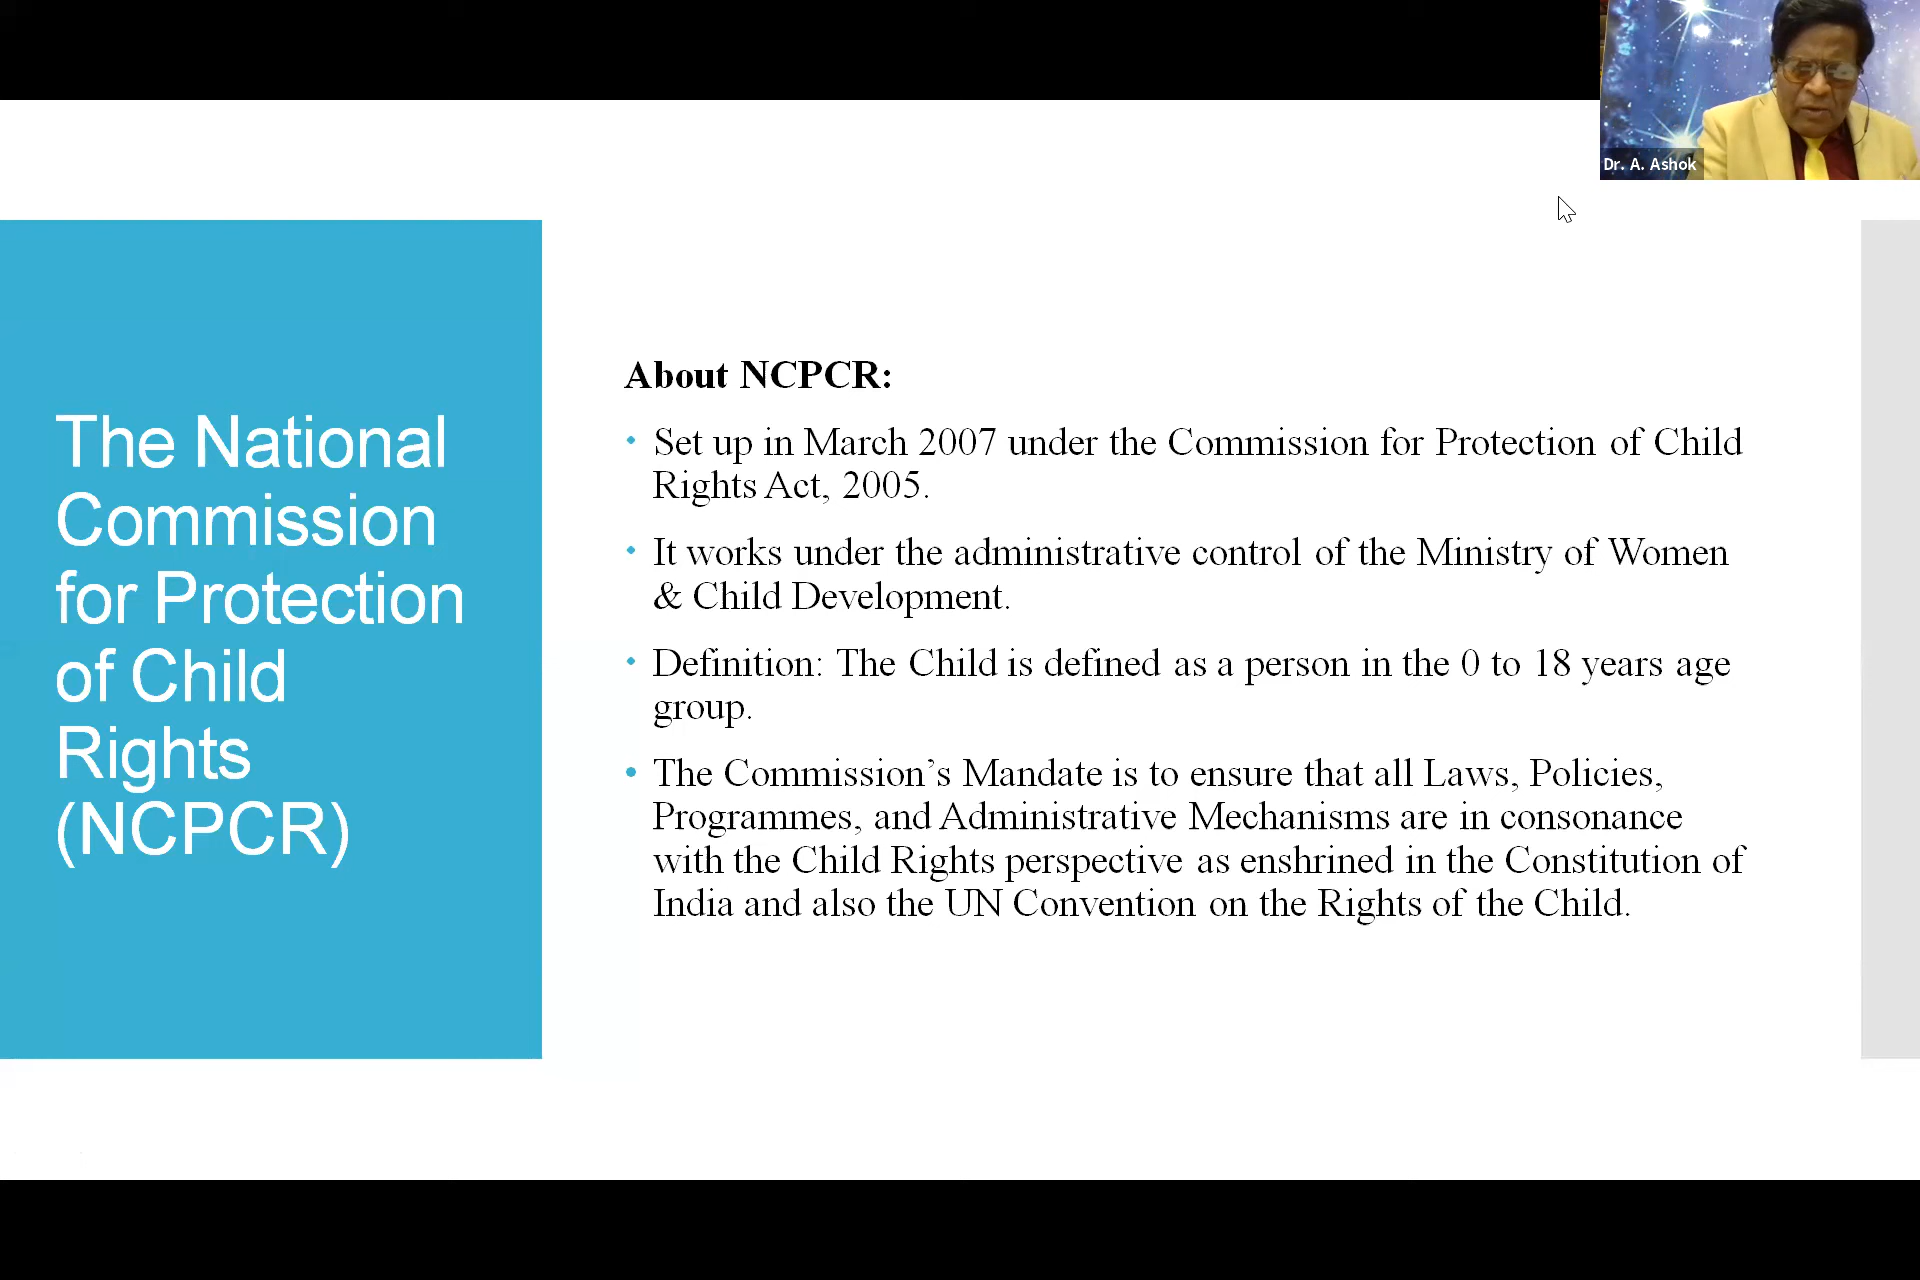 Dr. A. Ashok
The National
Commission
for Protection
of Child
Rights
(NCPCR)
About NCPCR:
• Set up in March 2007 under the Commission for Protection of Child
Rights Act, 2005.
• It works under the administrative control of the Ministry of Women
& Child Development.
• Definition: The Child is defined as a person in the 0 to 18 years age
group.
• The Commission’s Mandate is to ensure that all Laws, Policies,
Programmes, and Administrative Mechanisms are in consonance
with the Child Rights perspective as enshrined in the Constitution of
India and also the UN Convention on the Rights of the Child.